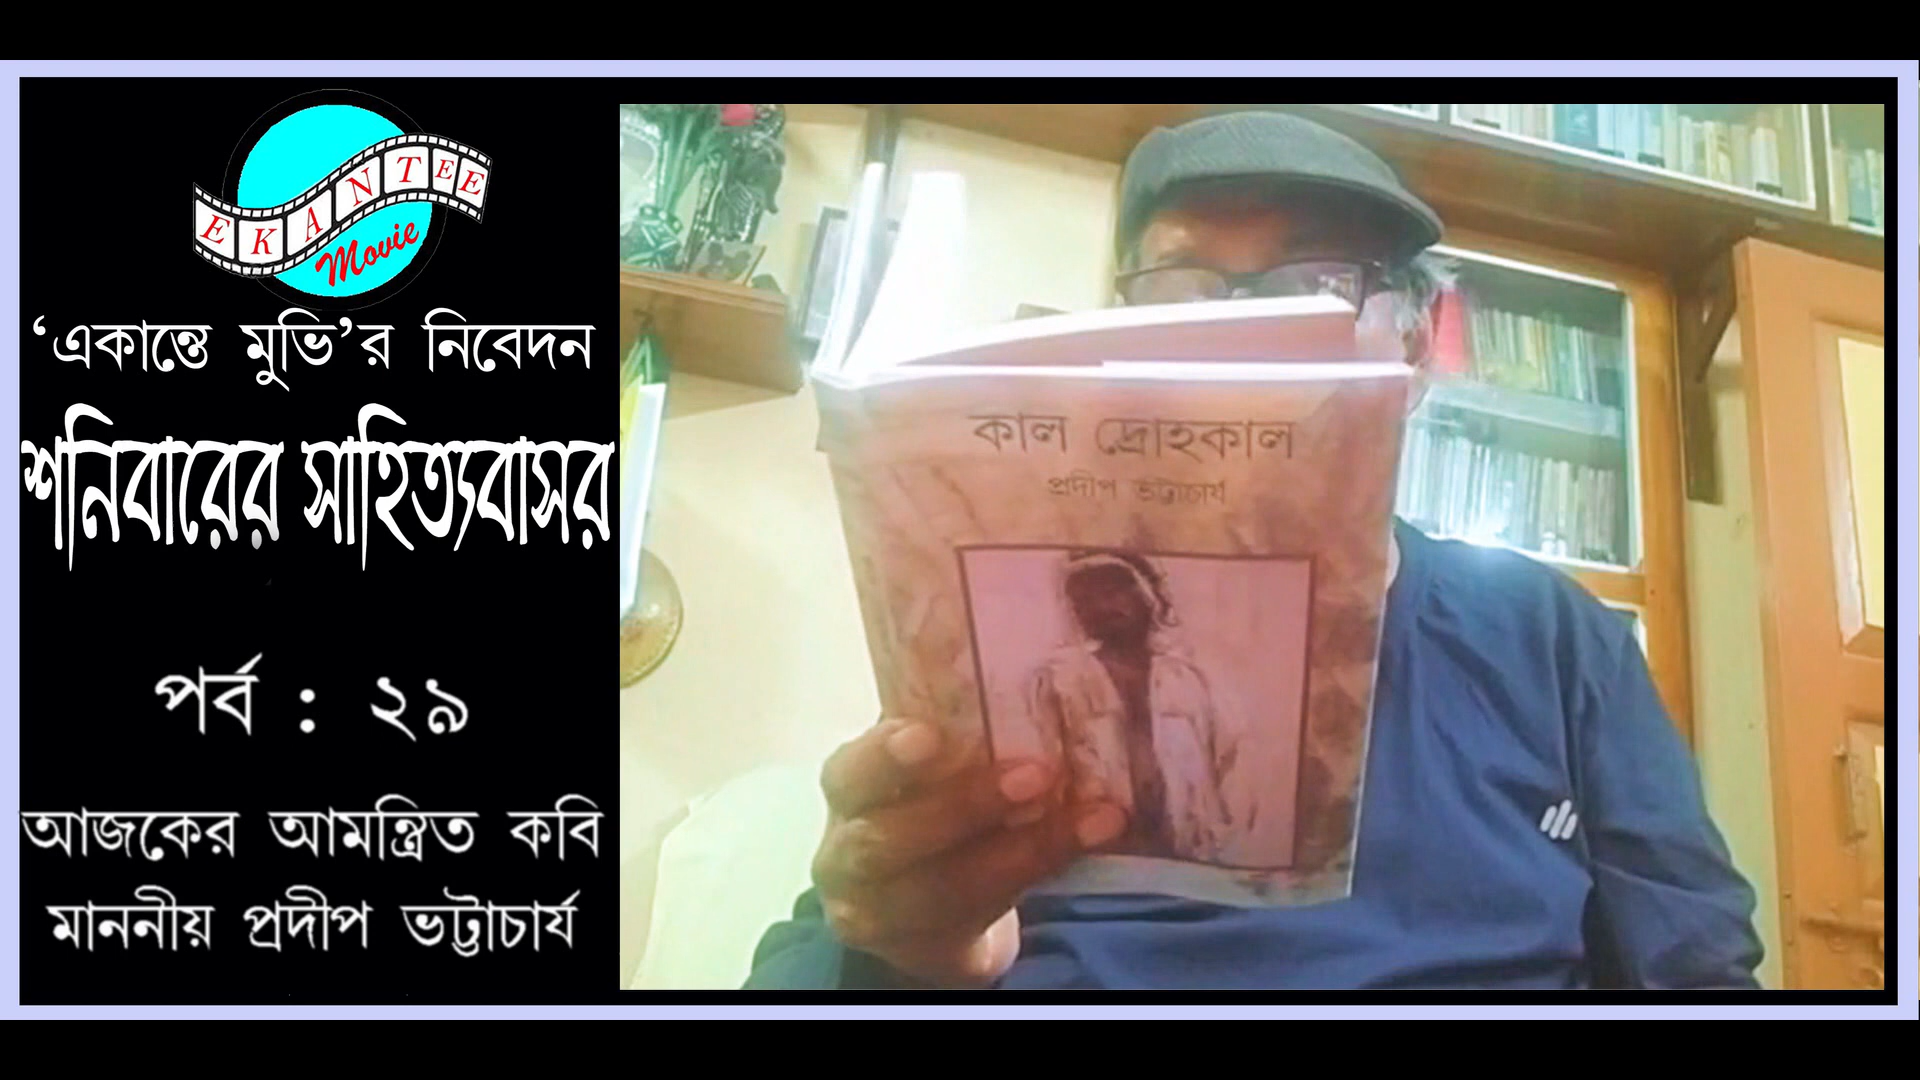 EKANTEE
Movie
‘একান্তে মুভি’র নিবেদন
শনিবারের সাহিত্যবাসর
পর্ব : ২৯
আজকের আমন্ত্রিত কবি
মাননীয় প্রদীপ ভট্টাচার্য
কাল দ্রোহকাল
প্রদীপ ভট্টাচার্য